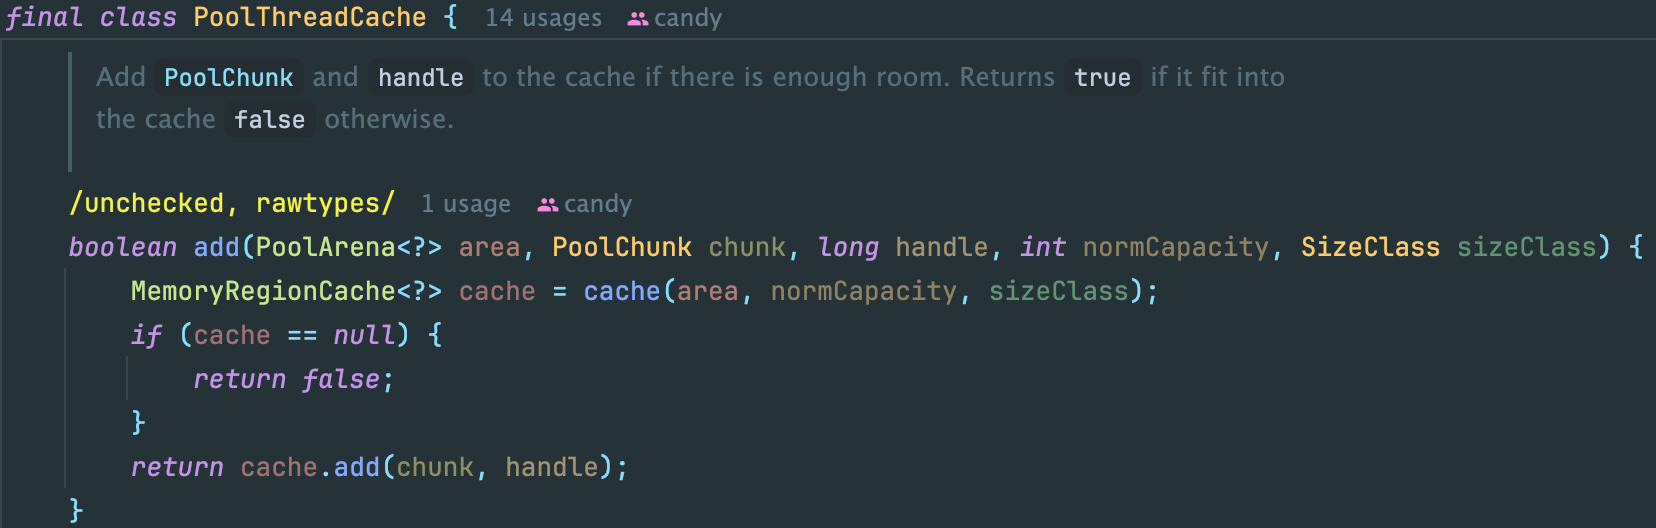 final class PoolThreadCache { 14 usages candy
Add PoolChunk and handle to the cache if there is enough room. Returns true if it fit into
the cache false otherwise.
/unchecked, rawtypes/ 1 usage candy
boolean add(PoolArena<?> area, PoolChunk chunk, long handle, int normCapacity, SizeClass sizeClass) {
MemoryRegionCache<?> cache = cache(area, normCapacity, sizeClass);
if (cache == null) {
return false;
}
return cache.add(chunk, handle);
}